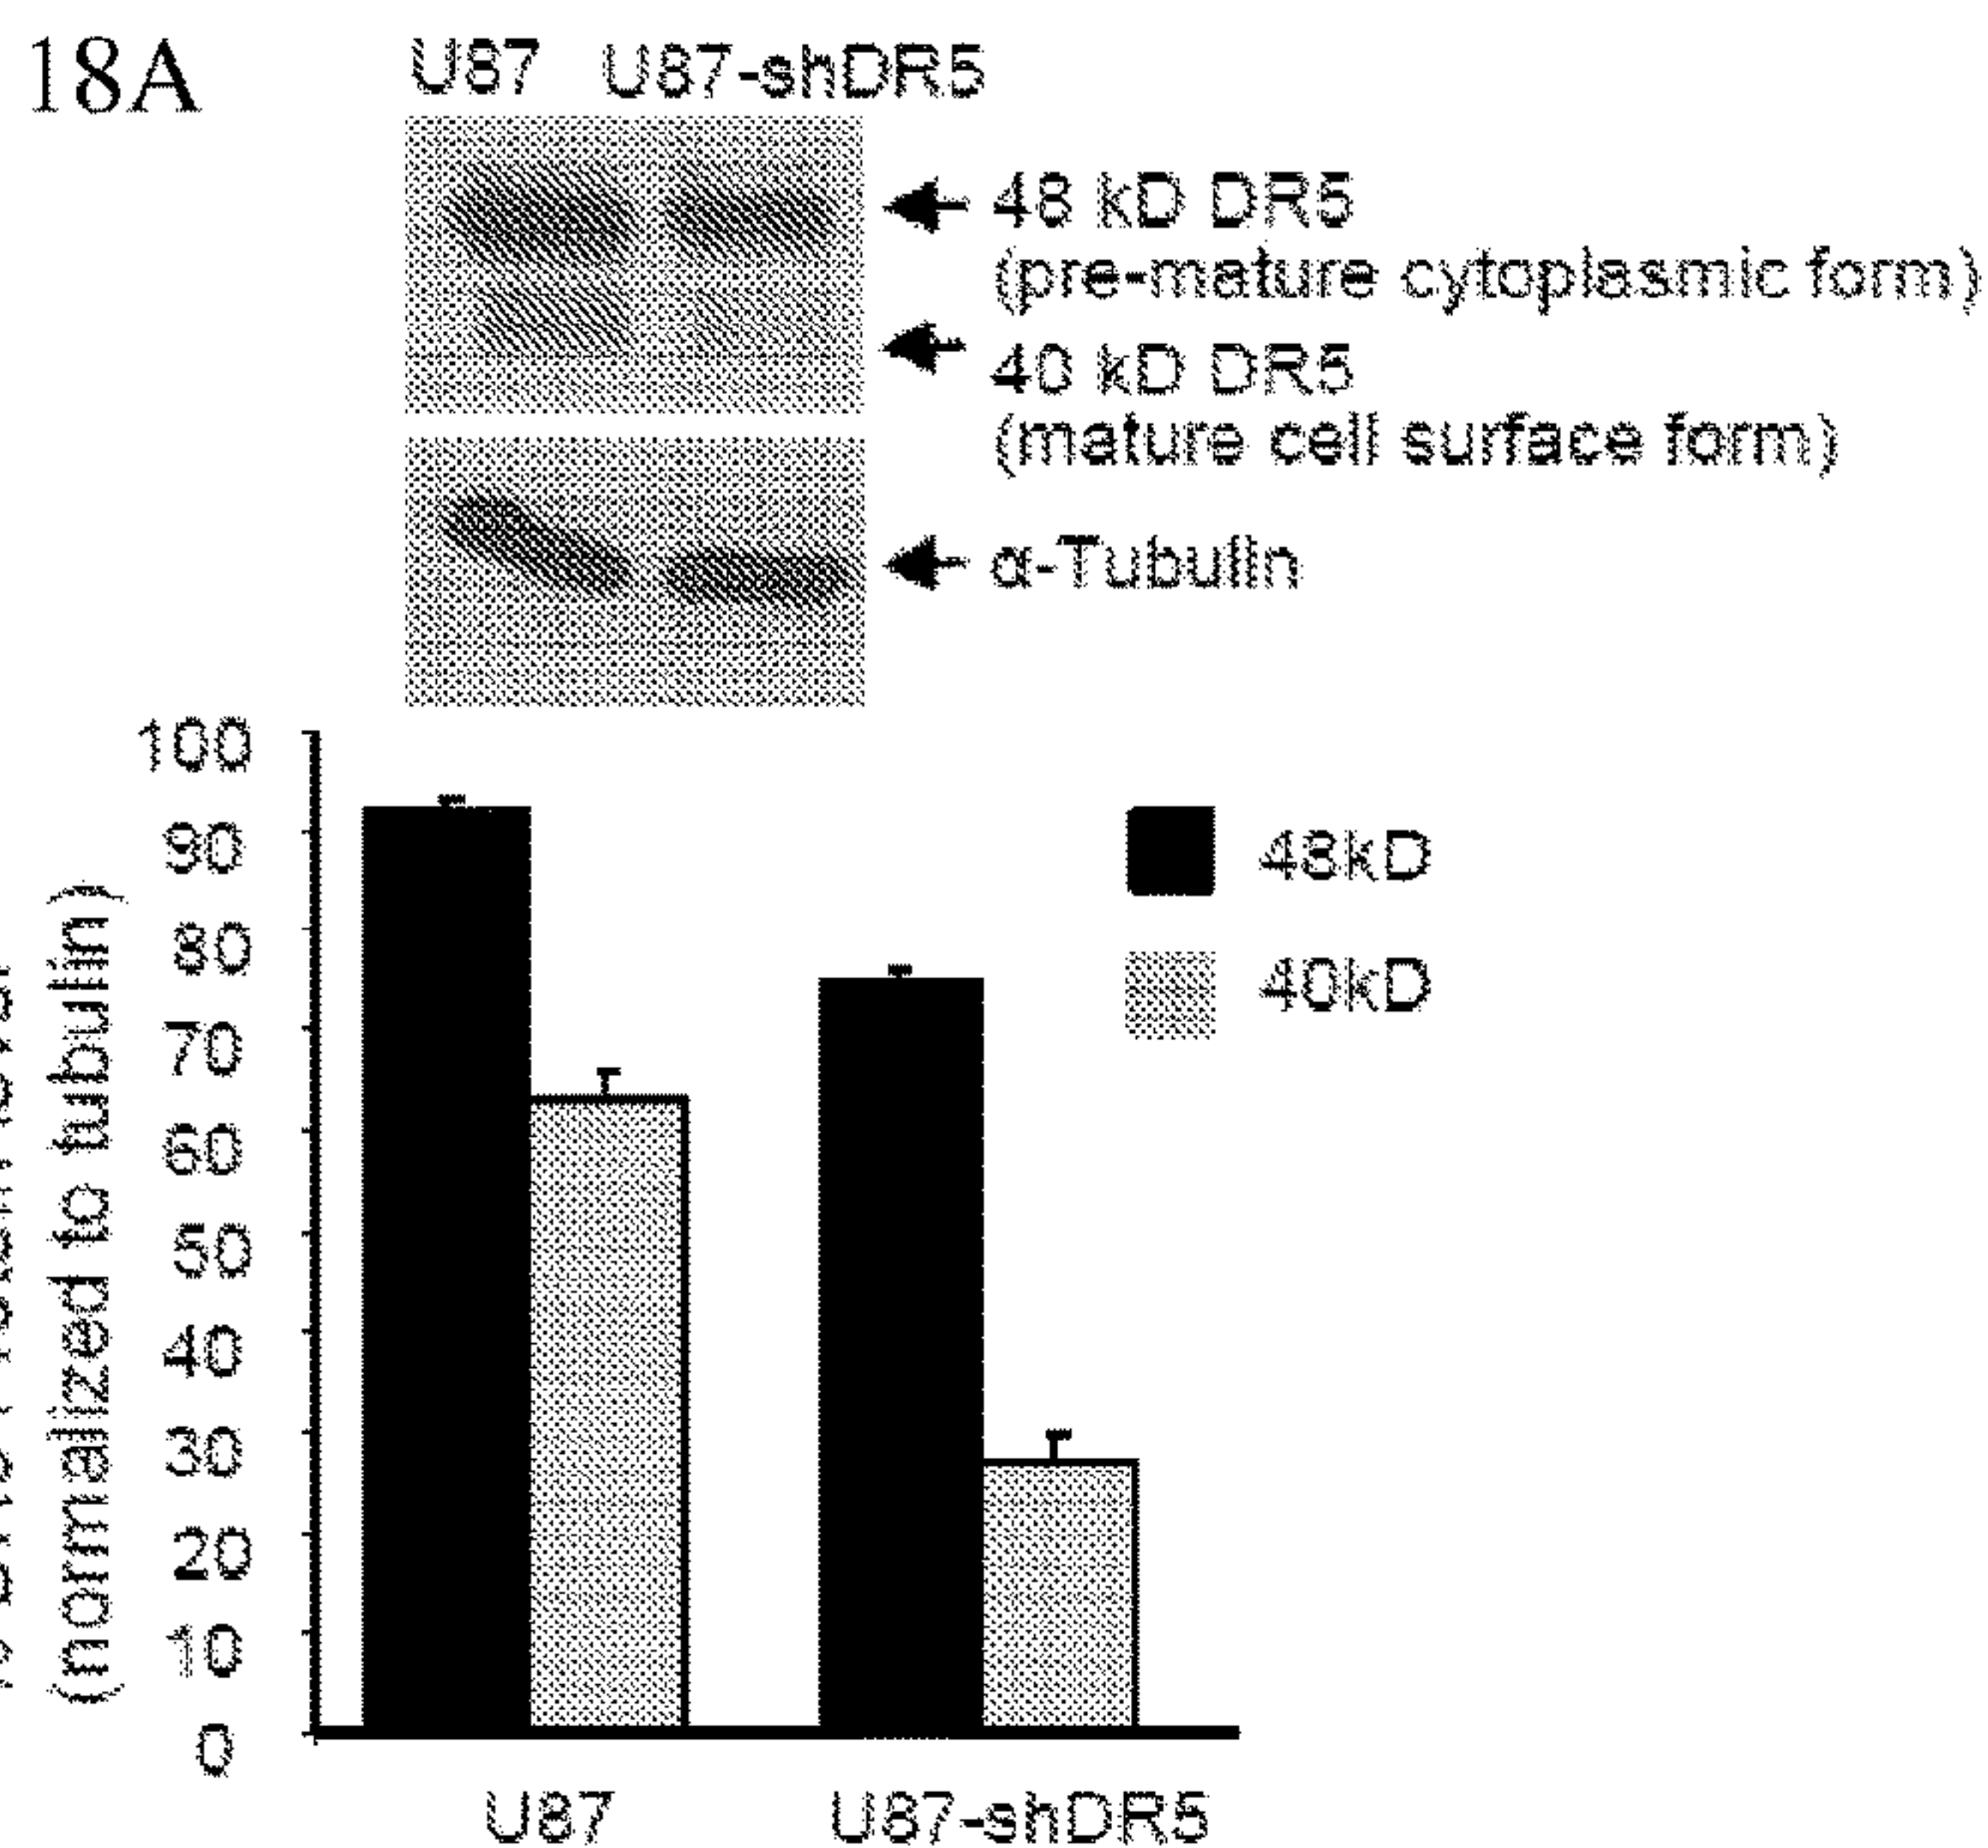 18A
U87 U87-shDR5
48 kD DR5
(pre-mature cytoplasmic form)
40 kD DR5
(mature cell surface form)
α-Tubulin
(normalized to tubulin)
100
90
80
70
60
50
40
30
20
10
0
48kD
40kD
U87 U87-shDR5